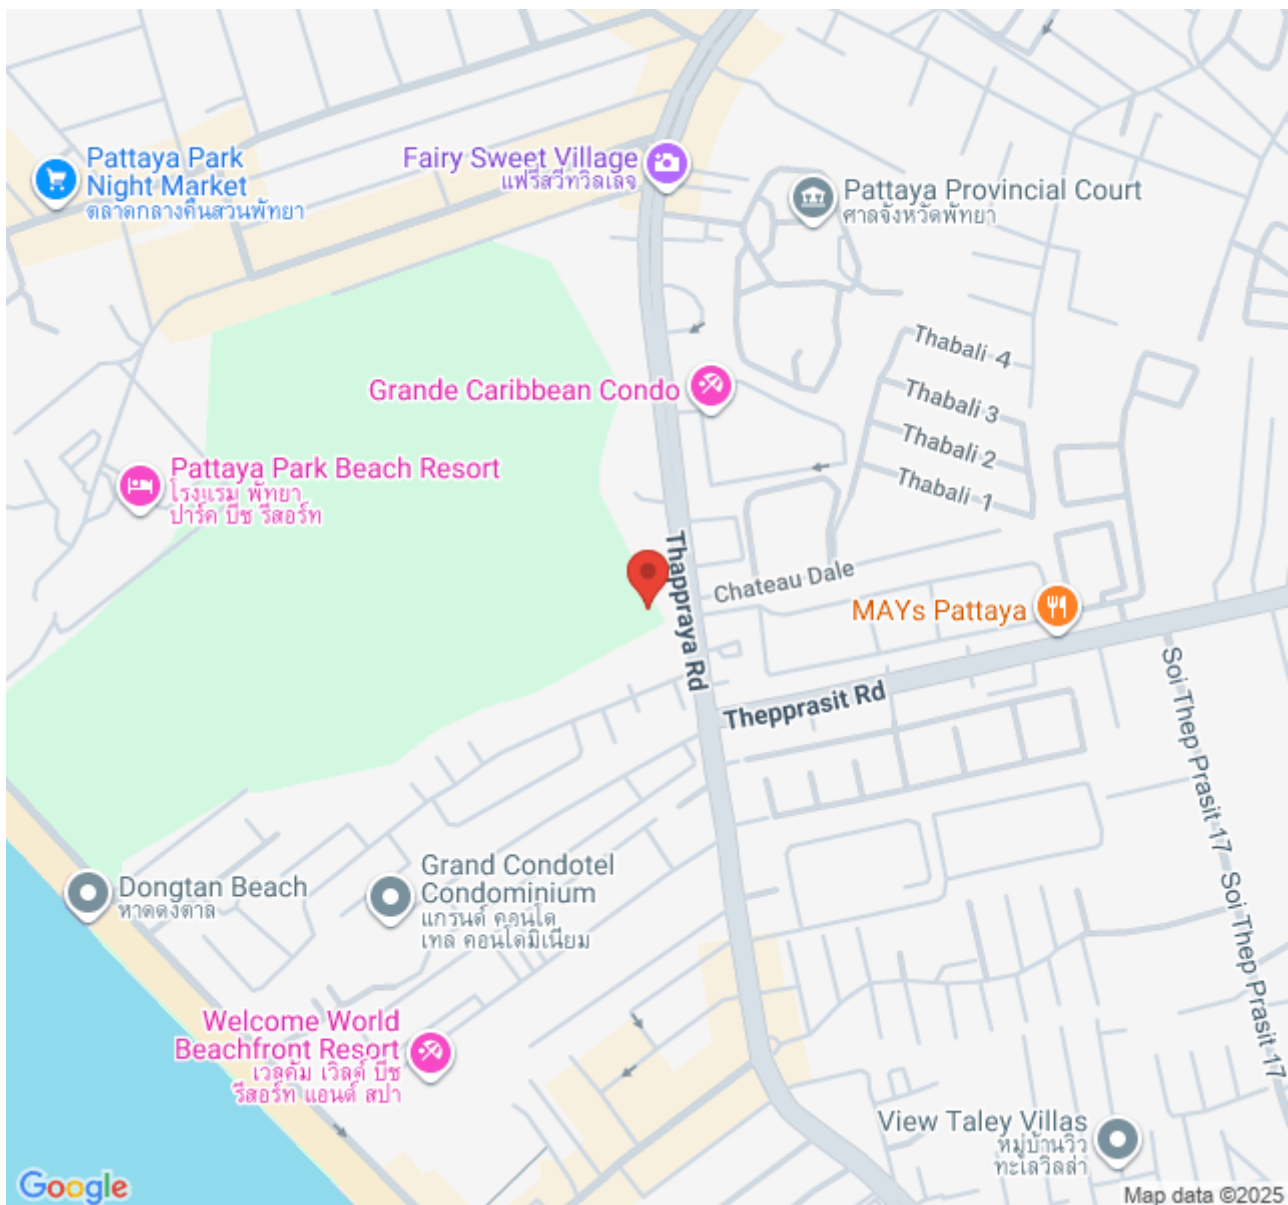 Pattaya Park
Night Market
ตลาดกลางคืนสวนพัทยา
Fairy Sweet Village
แฟรี่สวีทวิลเลจ
Pattaya Provincial Court
ศาลจังหวัดพัทยา
Thabali 4
Grande Caribbean Condo
Thabali 3
Thabali 2
Thabali 1
Pattaya Park Beach Resort
โรงแรม พัทยา
ปาร์ค บีช รีสอร์ท
Thappraya Rd
Chateau Dale
MAYs Pattaya
Thepprasit Rd
Soi Thep Prasit 17
Soi Thep Prasit 17
Dongtan Beach
หาดดงตาล
Grand Condotel
Condominium
แกรนด์ คอนโด
เทล คอนโดมิเนียม
Welcome World
Beachfront Resort
เวลคัม เวิลด์ บีช
รีสอร์ท แอนด์ สปา
View Taley Villas
หมู่บ้านวิว
ทะเลวิลล่า
Google
Map data ©2025